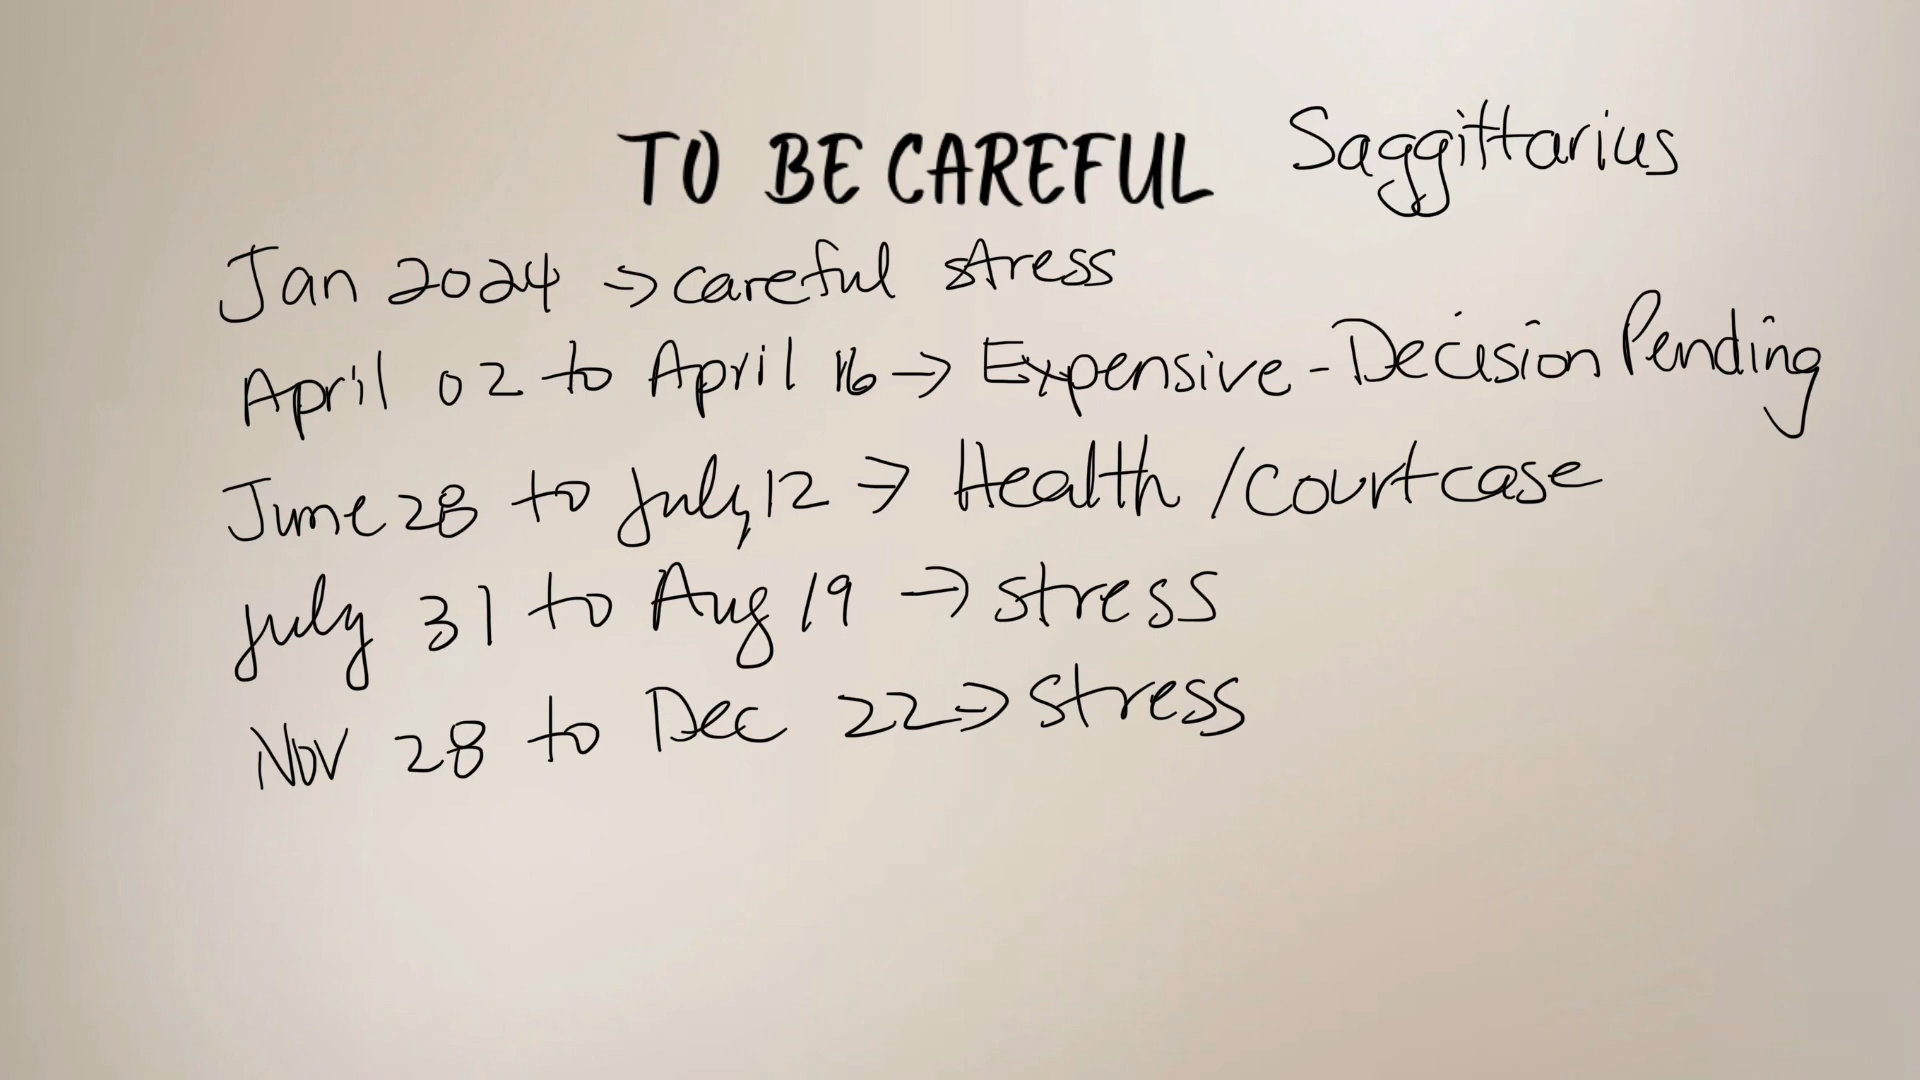 TO BE CAREFUL Saggittarius
Jan 2024 → careful stress
April 02 to April 16 → Expensive - Decision Pending
June 28 to July 12 → Health / Courtcase
July 31 to Aug 19 → stress
Nov 28 to Dec 22 → stress